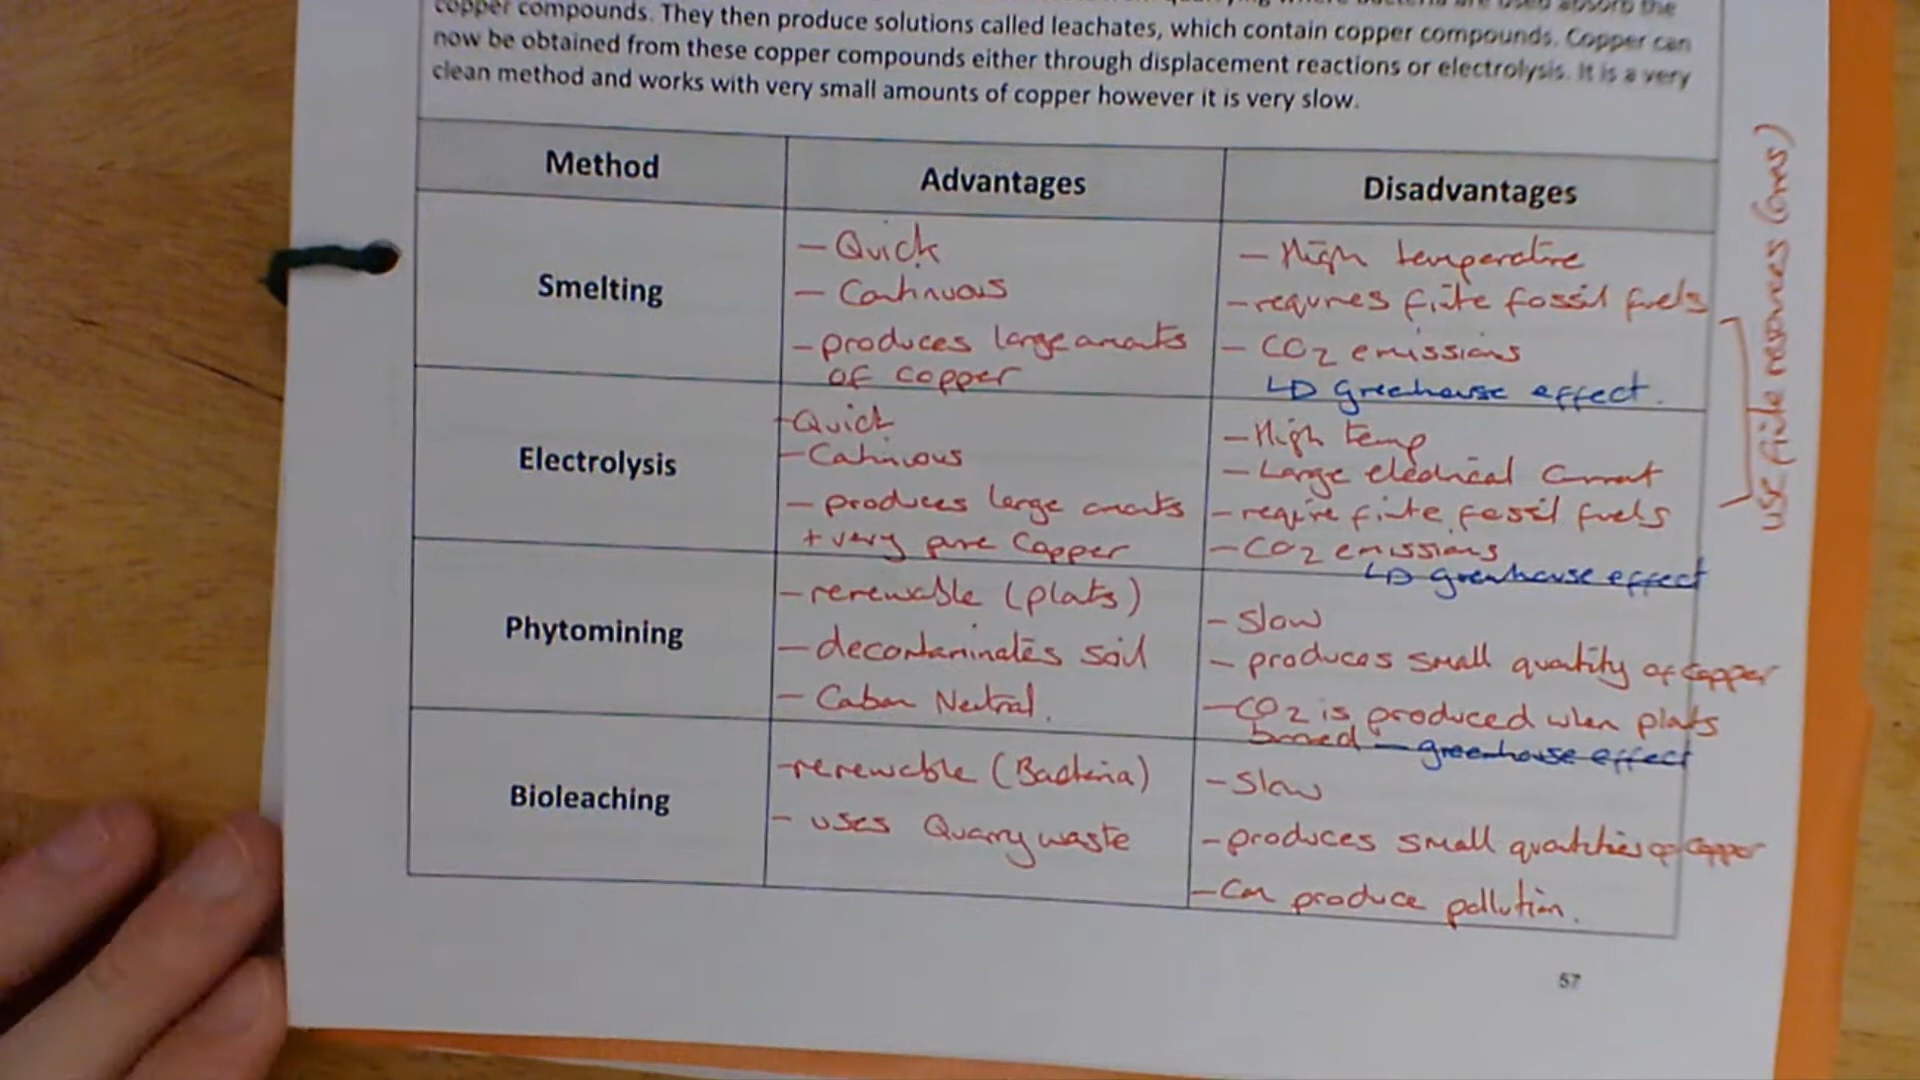 copper compounds. They then produce solutions called leachates, which contain copper compounds. Copper can
now be obtained from these copper compounds either through displacement reactions or electrolysis. It is a very
clean method and works with very small amounts of copper however it is very slow.
Method Advantages Disadvantages
Smelting
- Quick
- Continuous
- produces large amounts
of copper
- High temperature
- requires finite fossil fuels
- CO2 emissions
↳ greenhouse effect.
Electrolysis
- Quick
- Continuous
- produces large amounts
+ very pure copper
- High temp
- Large electrical current
- require finite fossil fuels
- CO2 emissions
↳ greenhouse effect
use finite resources (ores)
Phytomining
- renewable (plants)
- decontaminates soil
- Carbon Neutral.
- Slow
- produces small quantity of copper
- CO2 is produced when plants
burned - greenhouse effect
Bioleaching
- renewable (Bacteria)
- uses Quarry waste
- Slow
- produces small quantities of copper
- Can produce pollution.
57